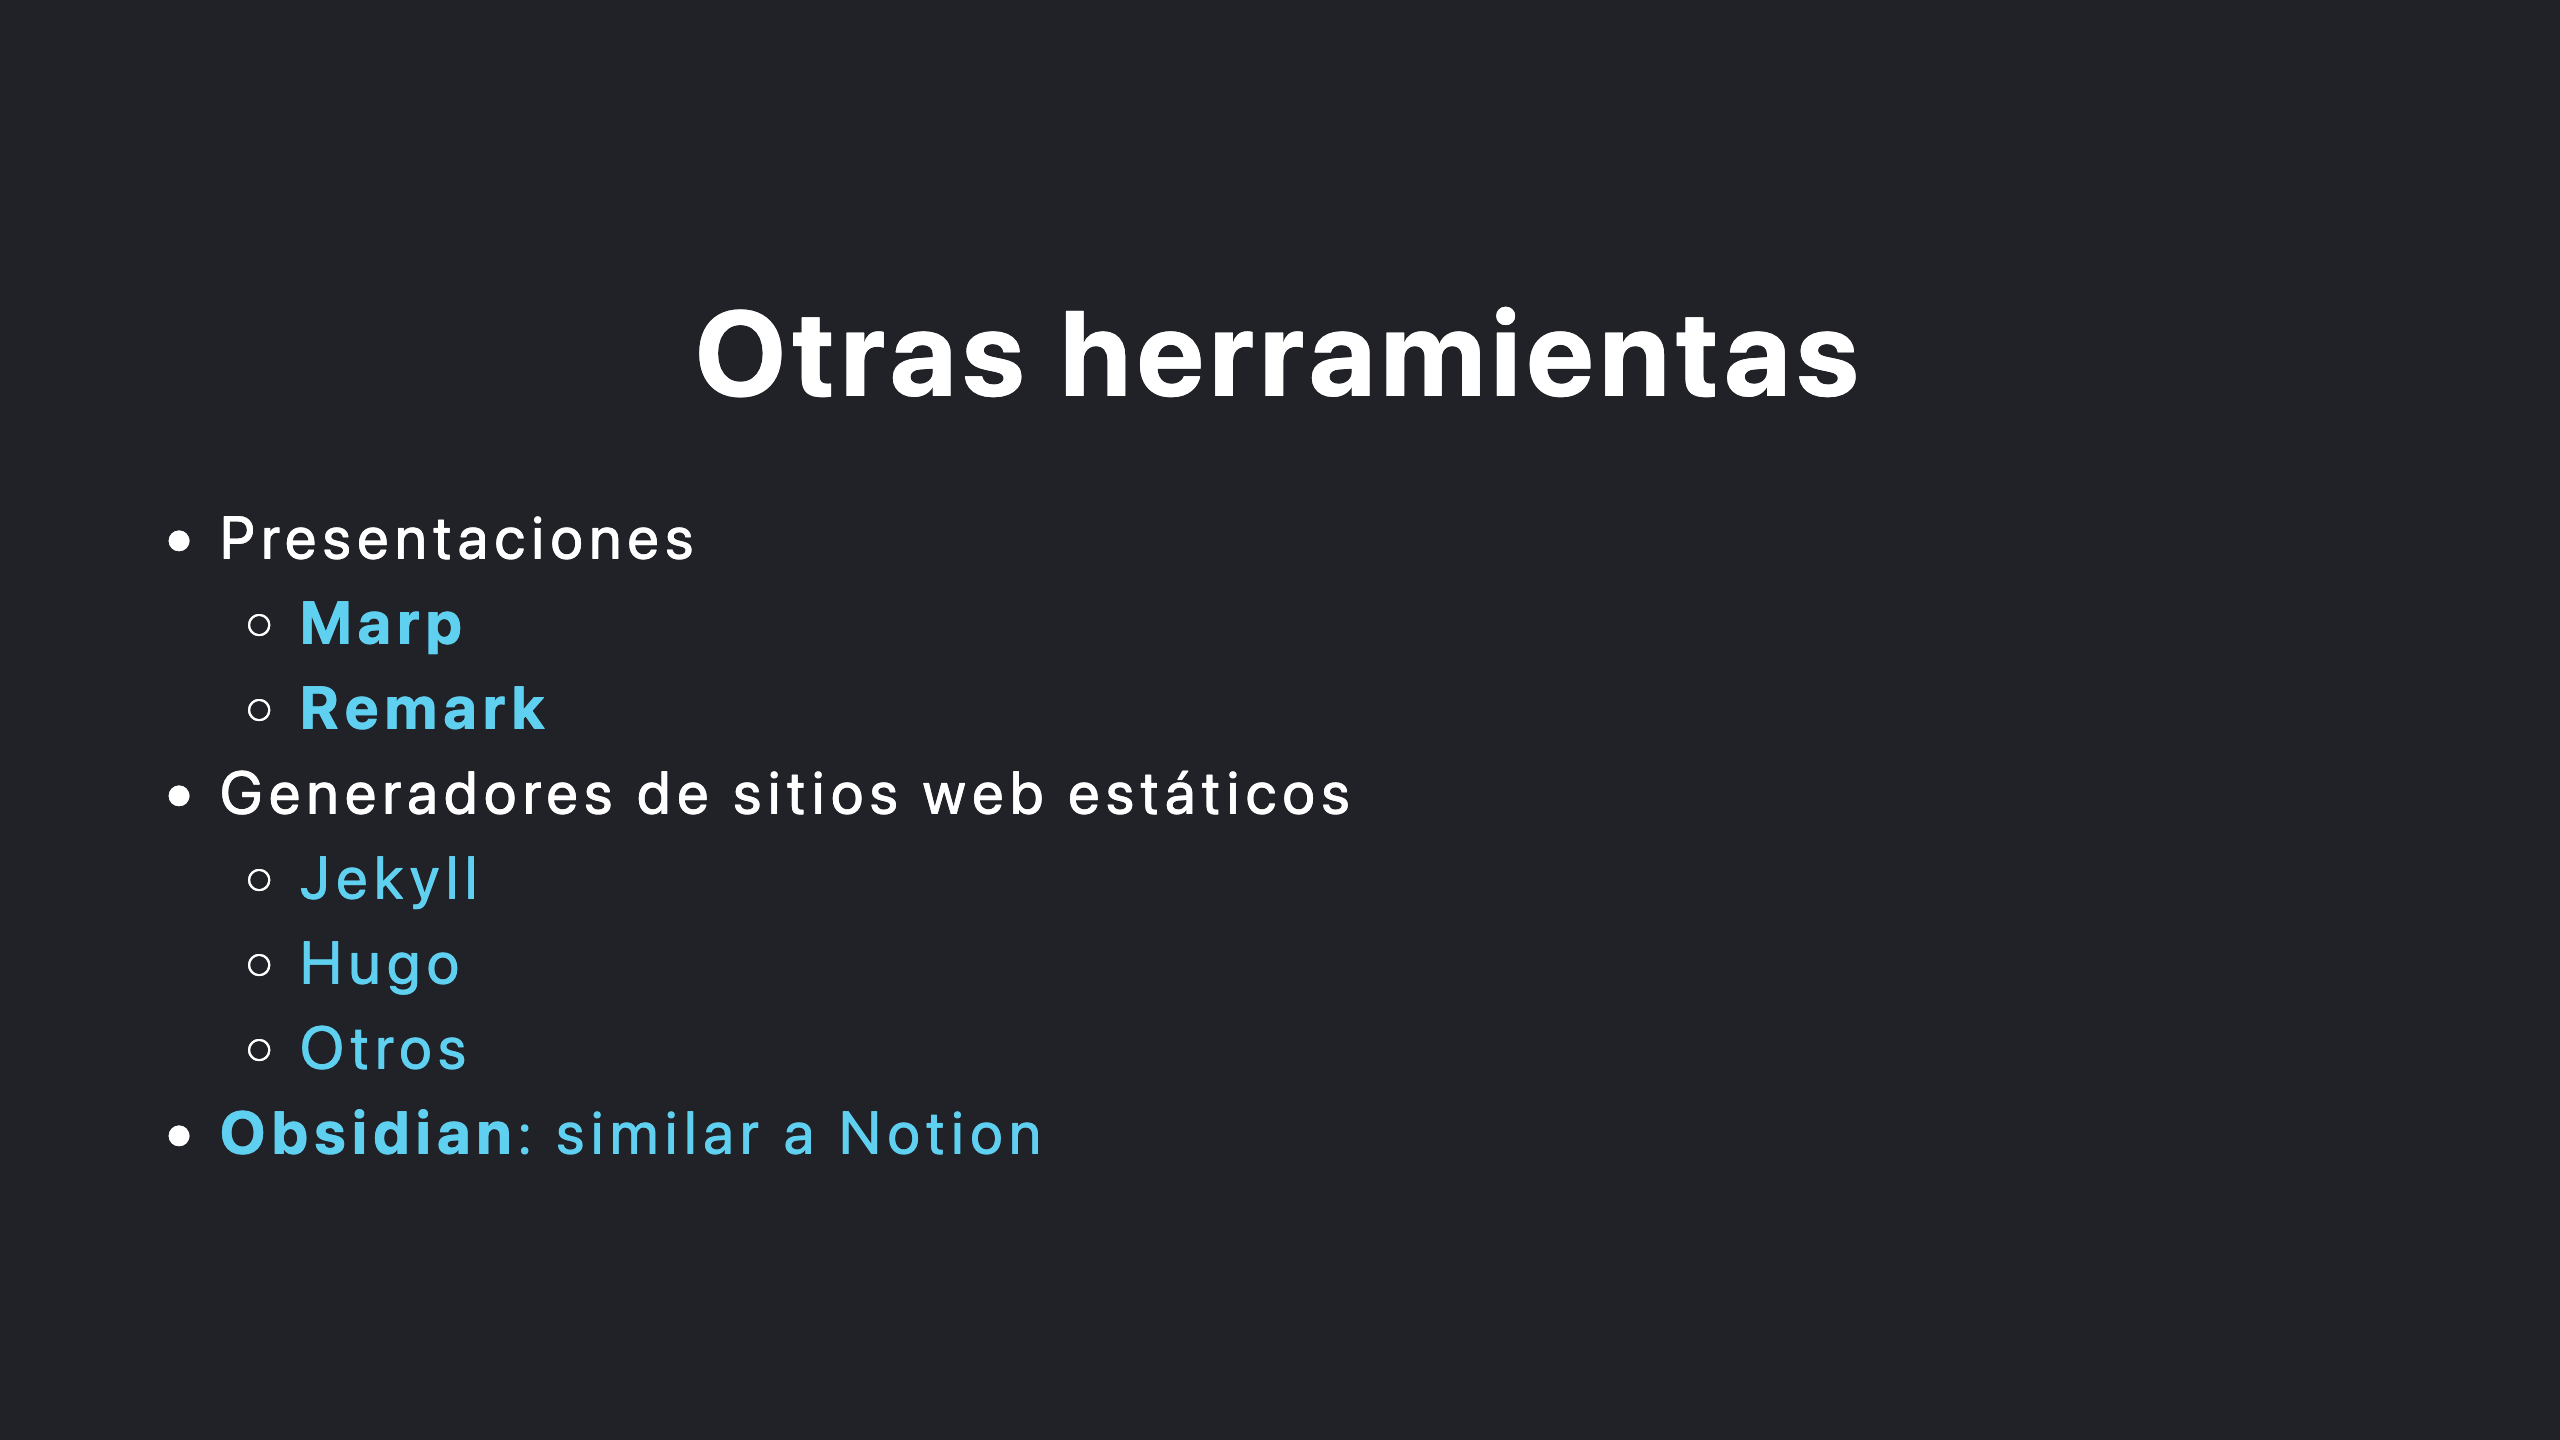 Otras herramientas
Presentaciones
Marp
Remark
Generadores de sitios web estáticos
Jekyll
Hugo
Otros
Obsidian: similar a Notion